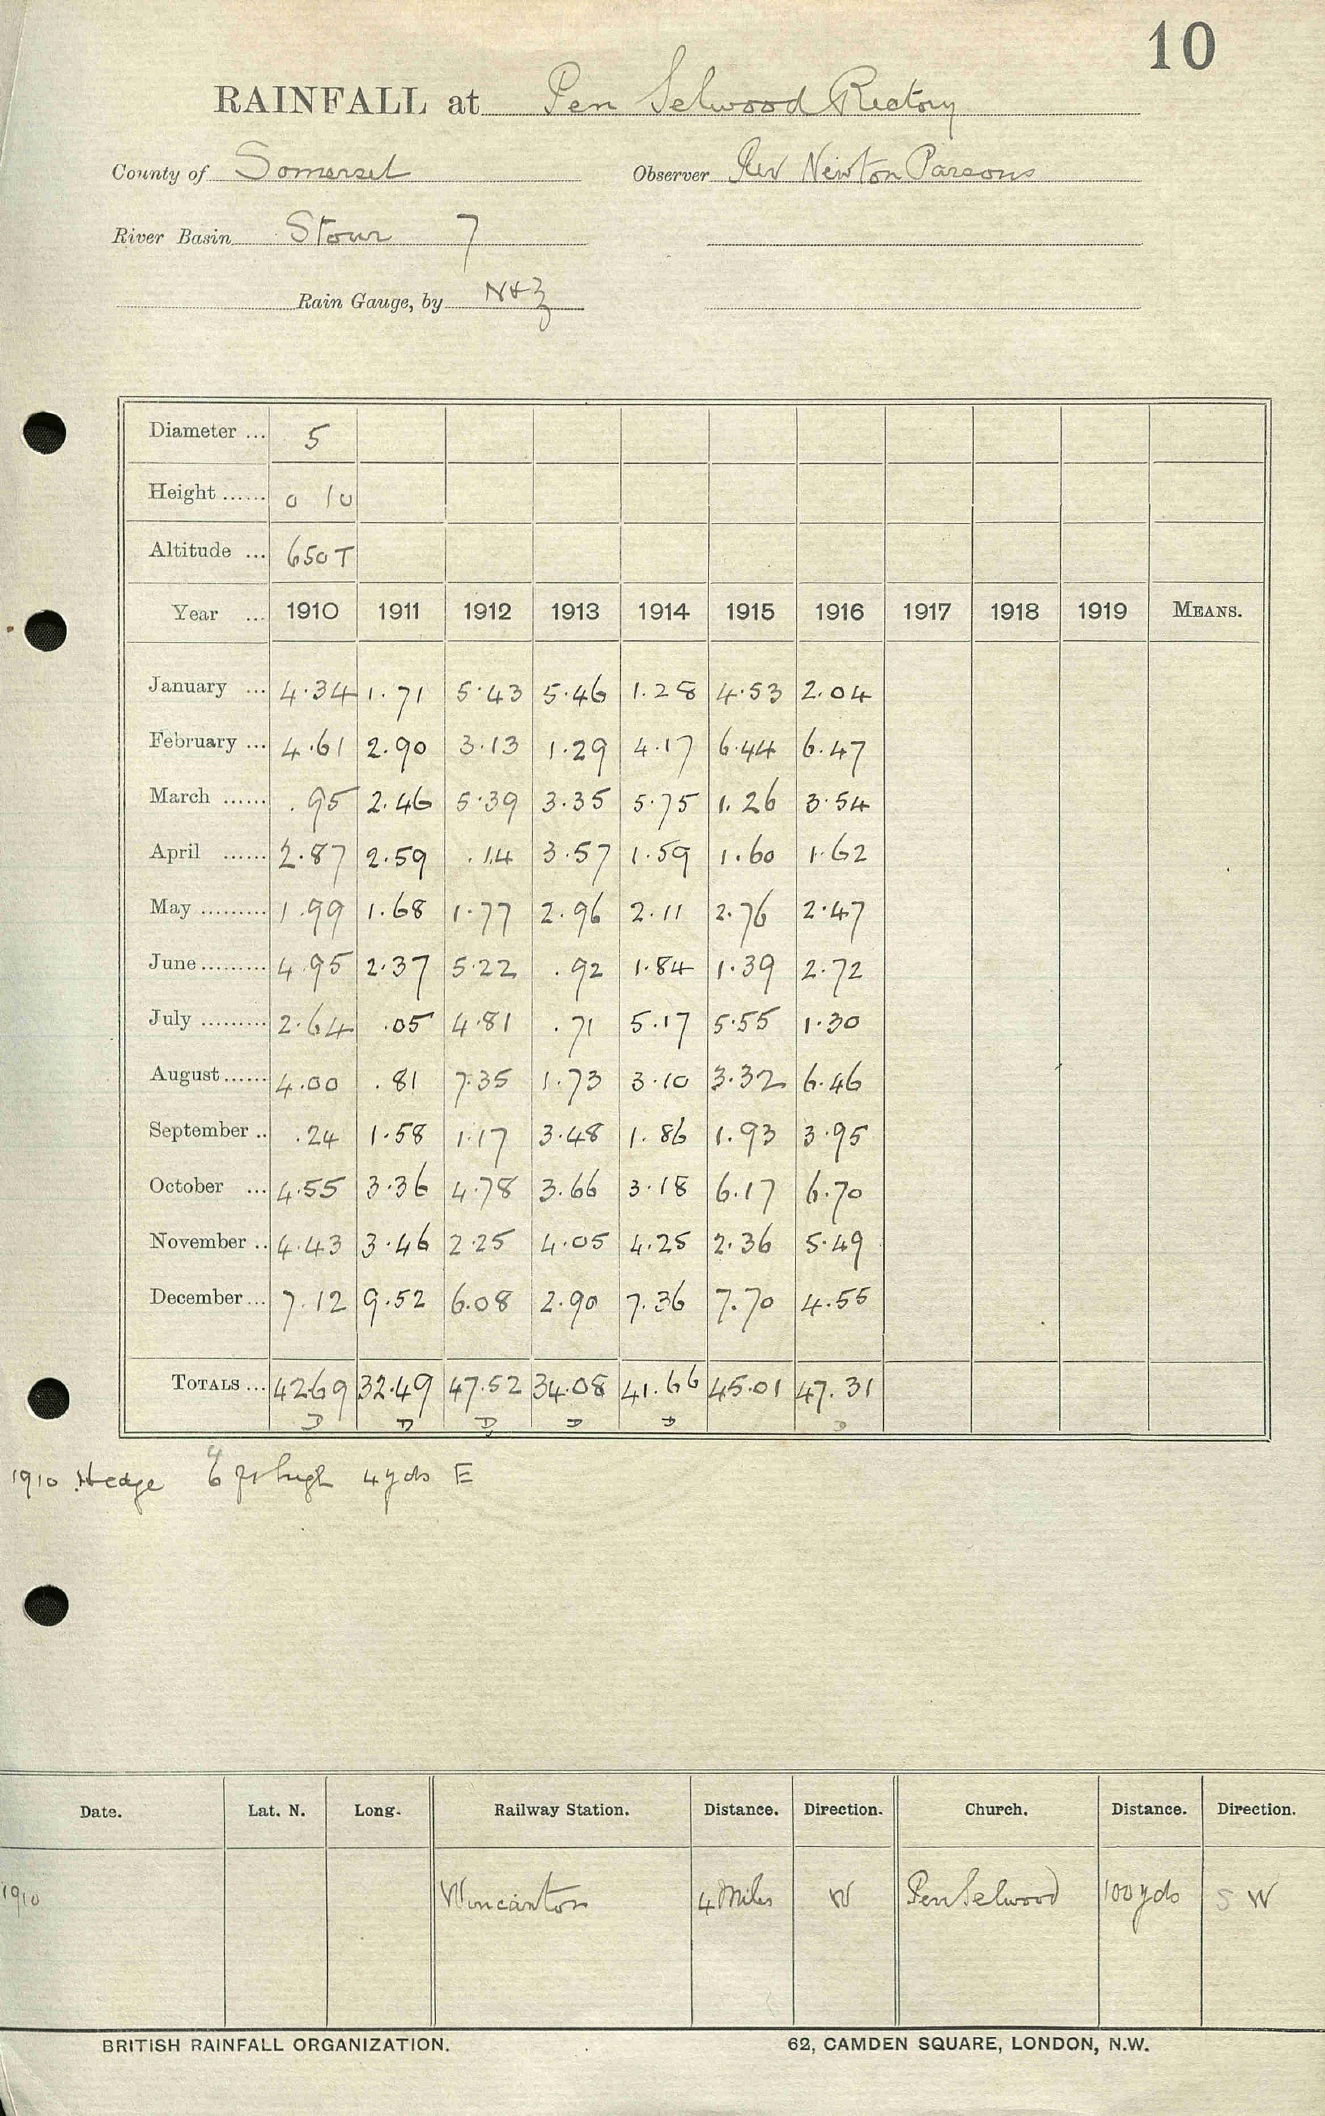 10
RAINFALL at Pen Selwood Rectory
County of Somerset Observer Rev Newton Parsons
River Basin Stour 7
Rain Gauge, by N&Z
Diameter ... 5
Height ...... 0 10
Altitude ... 650 T
Year ... 1910 1911 1912 1913 1914 1915 1916 1917 1918 1919 MEANS.
January ... 4.34 1.71 5.43 5.46 1.28 4.53 2.04
February ... 4.61 2.90 3.13 1.29 4.17 6.44 6.47
March ...... .95 2.46 5.39 3.35 5.75 1.26 3.54
April ...... 2.87 2.59 .14 3.57 1.59 1.60 1.62
May ......... 1.99 1.68 1.77 2.96 2.11 2.76 2.47
June ......... 4.95 2.37 5.22 .92 1.84 1.39 2.72
July ......... 2.64 .05 4.81 .71 5.17 5.55 1.30
August ...... 4.00 .81 7.35 1.73 3.10 3.32 6.46
September .. .24 1.58 1.17 3.48 1.86 1.93 3.95
October ... 4.55 3.36 4.78 3.66 3.18 6.17 6.70
November .. 4.43 3.46 2.25 4.05 4.25 2.36 5.49
December ... 7.12 9.52 6.08 2.90 7.36 7.70 4.55
TOTALS ... 42.69 32.49 47.52 34.08 41.66 45.01 47.31
D D D D D D
1910 Hedge 6 ft high 4 yds E
Date. Lat. N. Long. Railway Station. Distance. Direction. Church. Distance. Direction.
1910 Wincanton 4 Miles W Pen Selwood 100 yds S W
BRITISH RAINFALL ORGANIZATION. 62, CAMDEN SQUARE, LONDON, N.W.